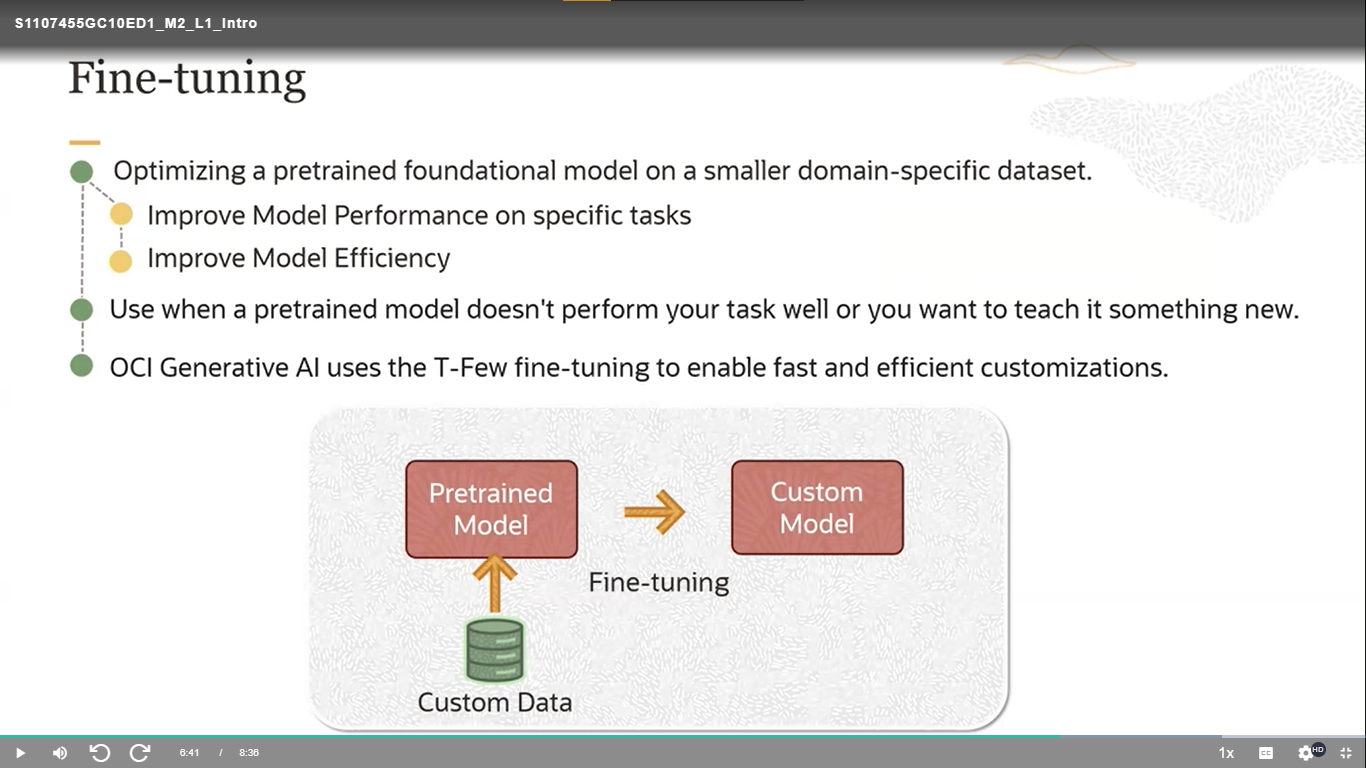 S1107455GC10ED1_M2_L1_Intro
Fine-tuning
Optimizing a pretrained foundational model on a smaller domain-specific dataset.
Improve Model Performance on specific tasks
Improve Model Efficiency
Use when a pretrained model doesn't perform your task well or you want to teach it something new.
OCI Generative AI uses the T-Few fine-tuning to enable fast and efficient customizations.
Pretrained
Model
Custom
Model
Fine-tuning
Custom Data
6:41 / 8:36
1x
CC
HD